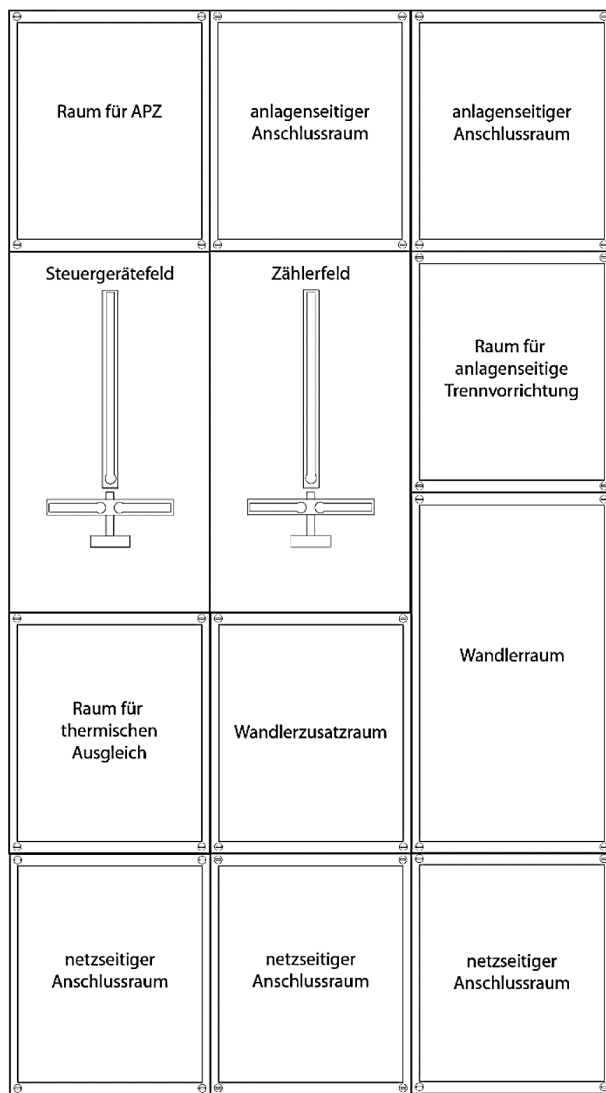 Raum für APZ
anlagenseitiger
Anschlussraum
anlagenseitiger
Anschlussraum
Steuergerätefeld
Zählerfeld
Raum für
anlagenseitige
Trennvorrichtung
Wandlerraum
Raum für
thermischen
Ausgleich
Wandlerzusatzraum
netzseitiger
Anschlussraum
netzseitiger
Anschlussraum
netzseitiger
Anschlussraum